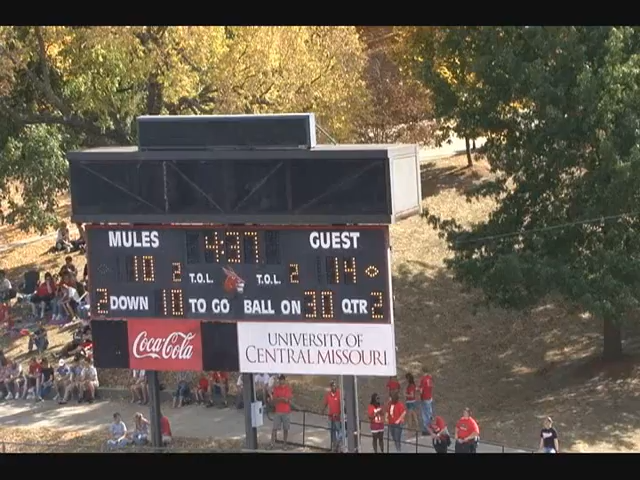 MULES 4:37 GUEST
10 2 T.O.L. T.O.L. 2 14
2 DOWN 10 TO GO BALL ON 30 QTR 2
Coca-Cola
UNIVERSITY OF
CENTRAL MISSOURI